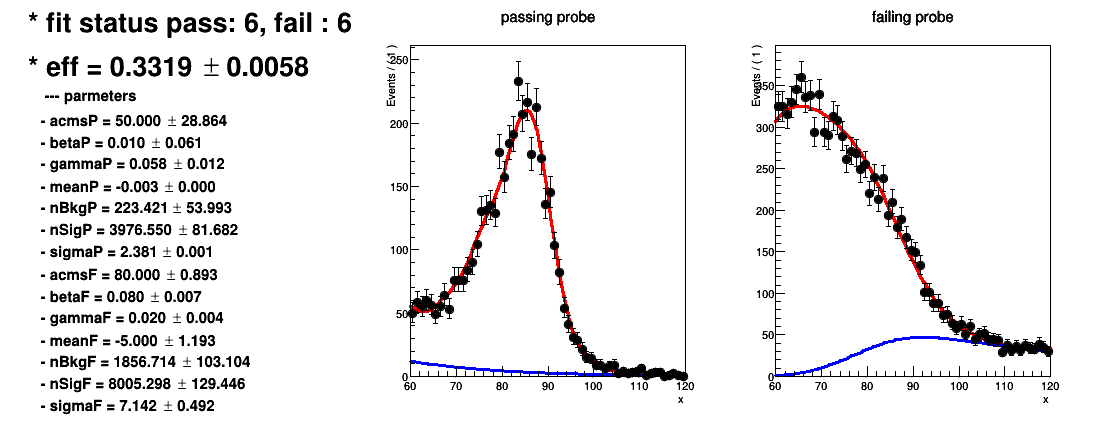 * fit status pass: 6, fail : 6
* eff = 0.3319 ± 0.0058
--- parmeters
- acmsP = 50.000 ± 28.864
- betaP = 0.010 ± 0.061
- gammaP = 0.058 ± 0.012
- meanP = -0.003 ± 0.000
- nBkgP = 223.421 ± 53.993
- nSigP = 3976.550 ± 81.682
- sigmaP = 2.381 ± 0.001
- acmsF = 80.000 ± 0.893
- betaF = 0.080 ± 0.007
- gammaF = 0.020 ± 0.004
- meanF = -5.000 ± 1.193
- nBkgF = 1856.714 ± 103.104
- nSigF = 8005.298 ± 129.446
- sigmaF = 7.142 ± 0.492
passing probe
Events / ( 1 )
250
200
150
100
50
0
60 70 80 90 100 110 120
x
failing probe
Events / ( 1 )
350
300
250
200
150
100
50
0
60 70 80 90 100 110 120
x